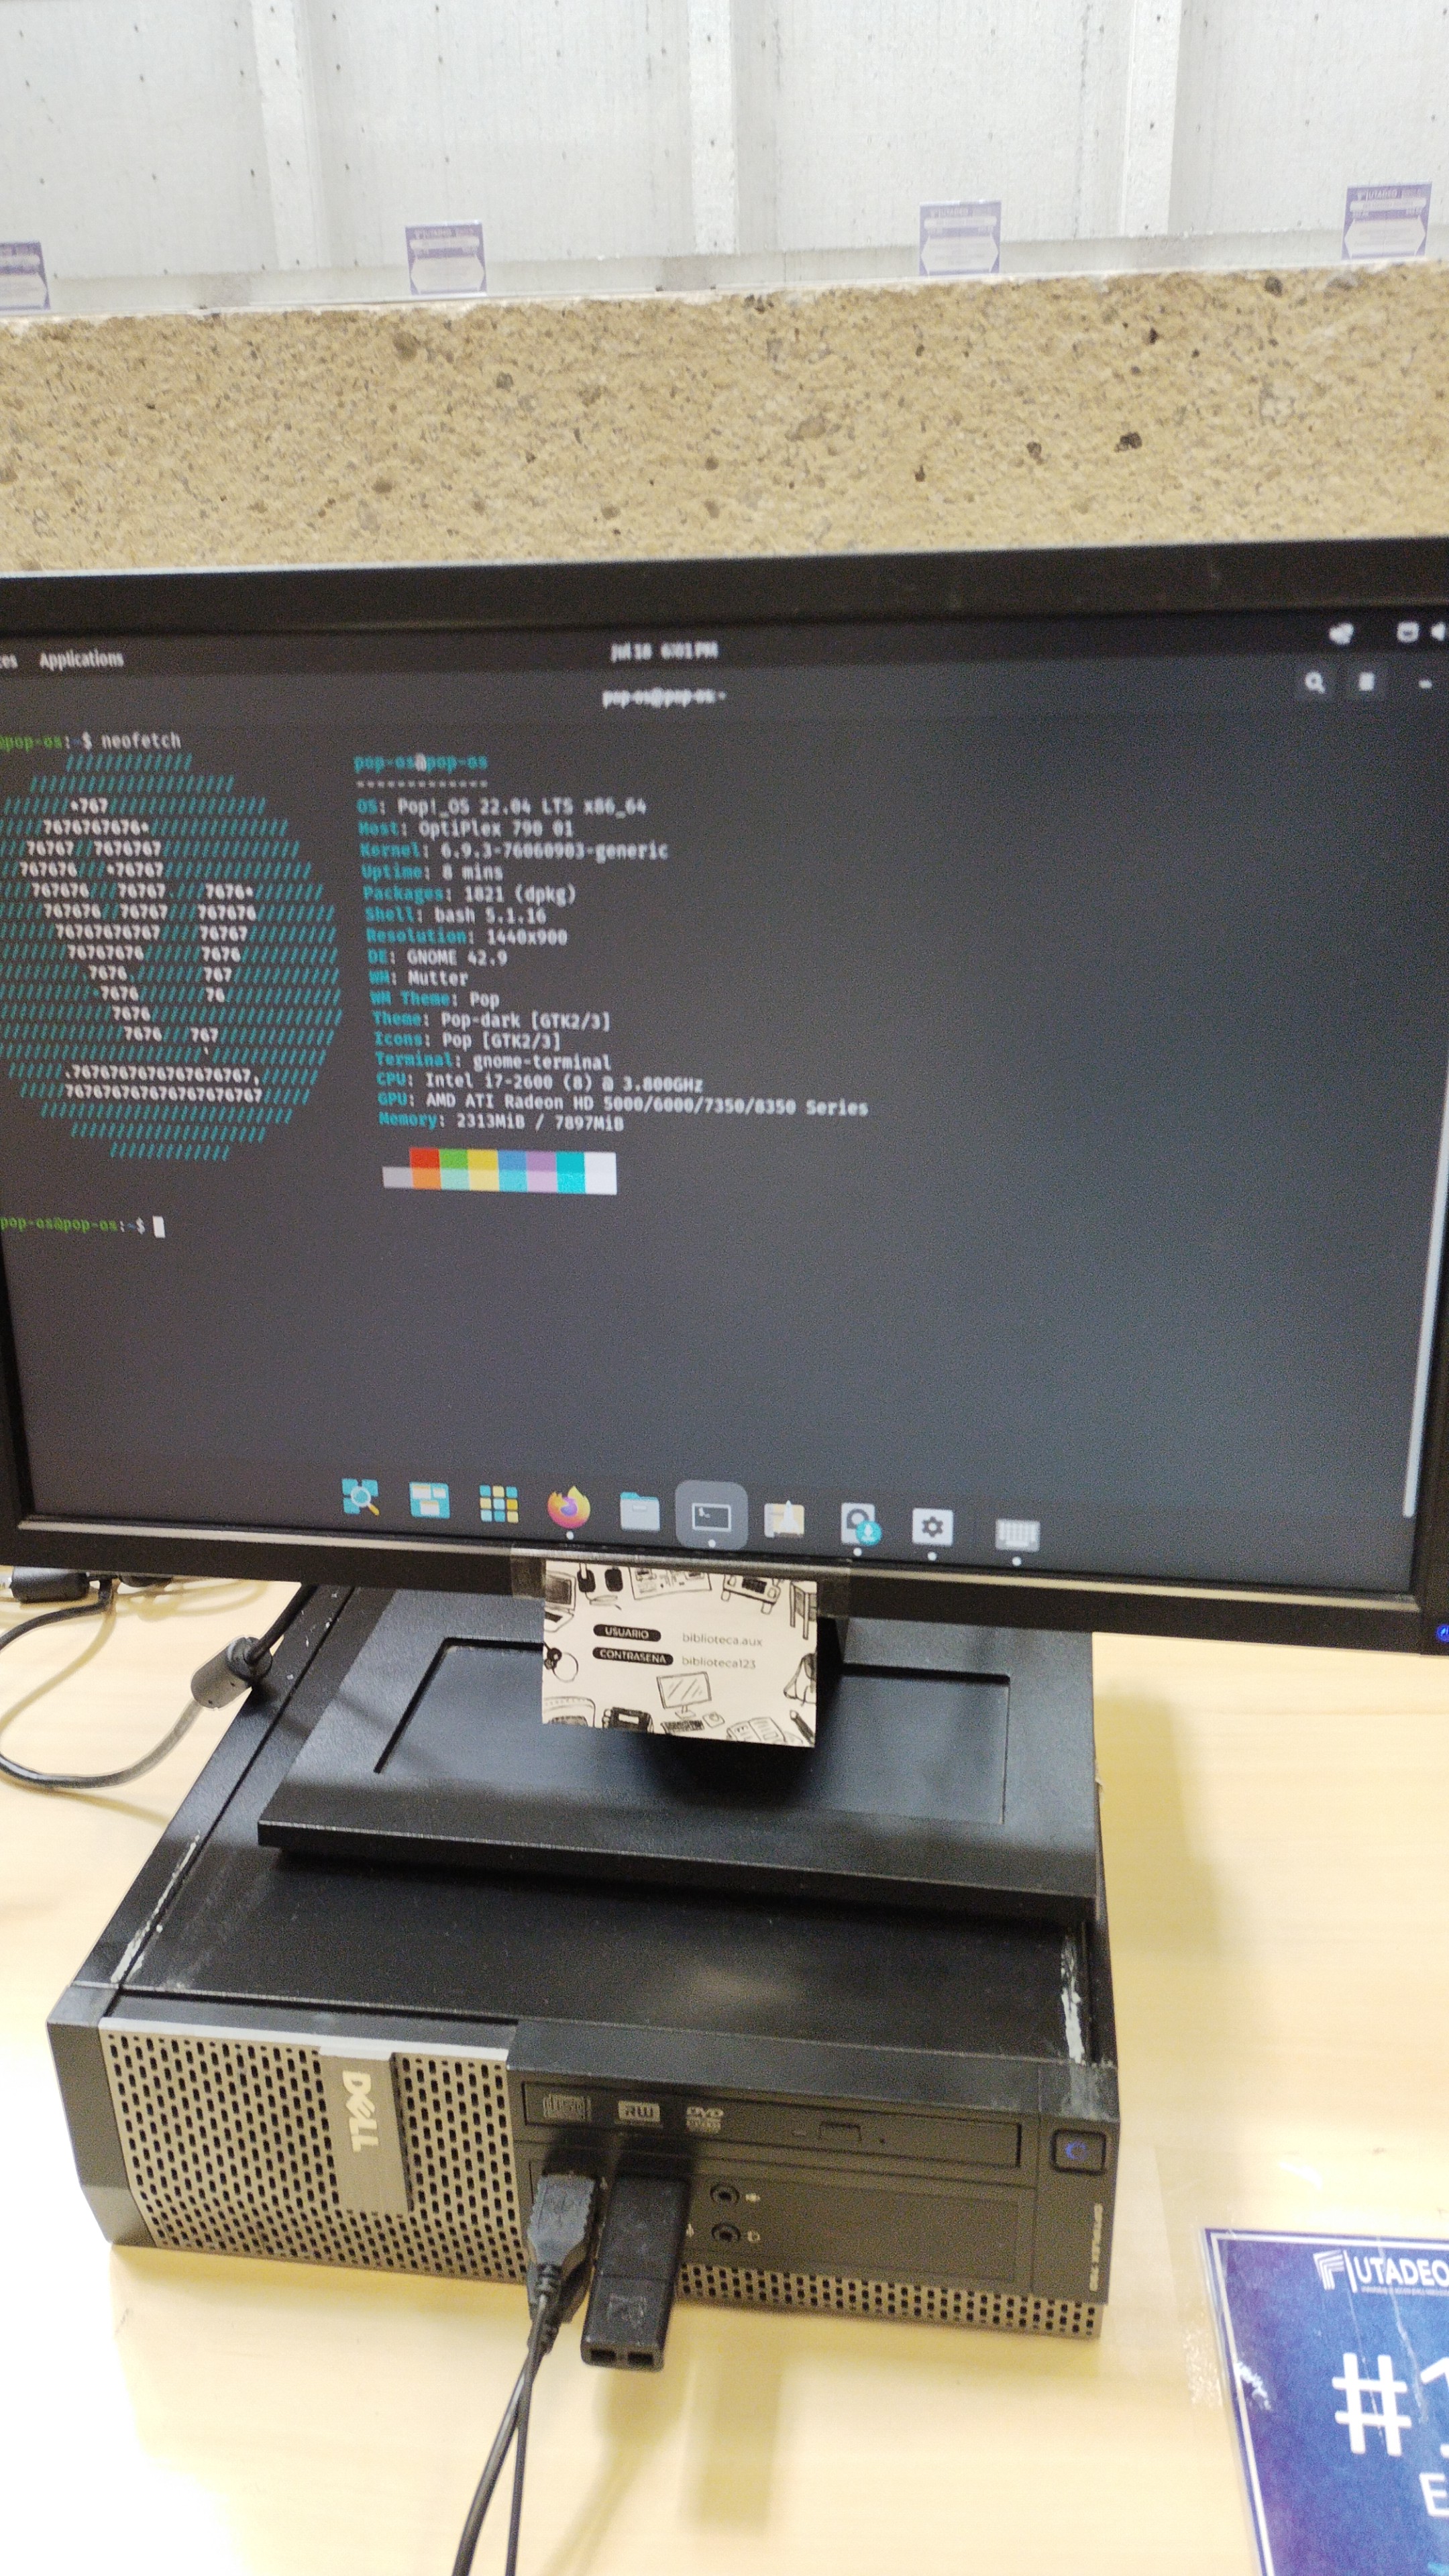 UTADEO
UTADEO
UTADEO
Applications
Jul 18 6:01 PM
pop-os@pop-os: ~
@pop-os:~$ neofetch
pop-os@pop-os
-------------
OS: Pop!_OS 22.04 LTS x86_64
Host: OptiPlex 790 01
Kernel: 6.9.3-76060903-generic
Uptime: 8 mins
Packages: 1821 (dpkg)
Shell: bash 5.1.16
Resolution: 1440x900
DE: GNOME 42.9
WM: Mutter
WM Theme: Pop
Theme: Pop-dark [GTK2/3]
Icons: Pop [GTK2/3]
Terminal: gnome-terminal
CPU: Intel i7-2600 (8) @ 3.800GHz
GPU: AMD ATI Radeon HD 5000/6000/7350/8350 Series
Memory: 2313MiB / 7897MiB
pop-os@pop-os:~$
USUARIO biblioteca.aux
CONTRASEÑA biblioteca123
DELL
RW
DVD
OPTIPLEX 790
UTADEO
#1
E